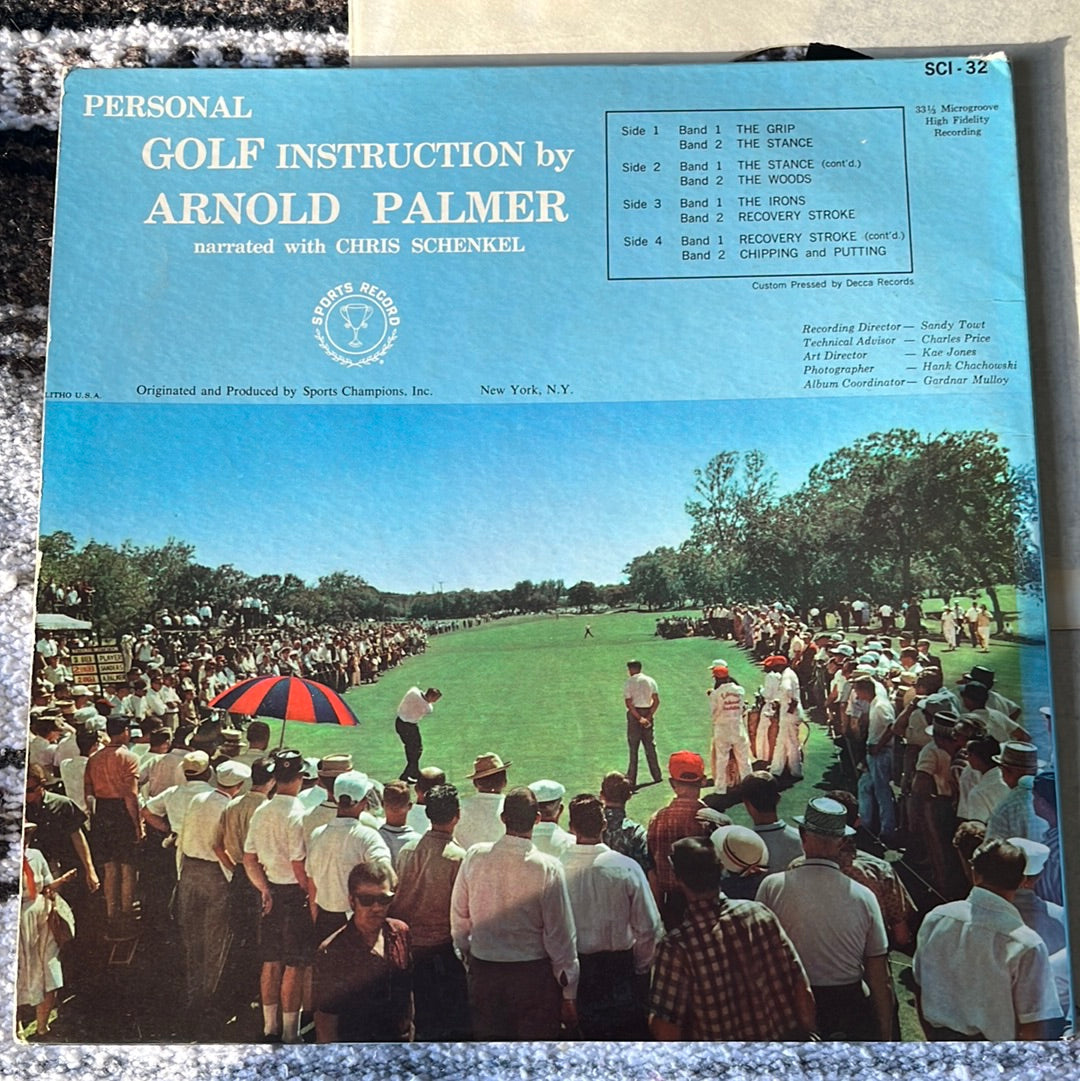 SCI - 32
PERSONAL
GOLF INSTRUCTION by
ARNOLD PALMER
narrated with CHRIS SCHENKEL
SPORTS RECORD
Originated and Produced by Sports Champions, Inc. New York, N.Y.
LITHO U.S.A.
Side 1 Band 1 THE GRIP
Band 2 THE STANCE
Side 2 Band 1 THE STANCE (cont'd.)
Band 2 THE WOODS
Side 3 Band 1 THE IRONS
Band 2 RECOVERY STROKE
Side 4 Band 1 RECOVERY STROKE (cont'd.)
Band 2 CHIPPING and PUTTING
33⅓ Microgroove
High Fidelity
Recording
Custom Pressed by Decca Records
Recording Director — Sandy Towt
Technical Advisor — Charles Price
Art Director — Kae Jones
Photographer — Hank Chachowski
Album Coordinator — Gardnar Mulloy
PLAYER
SANDERS
A.PALMER